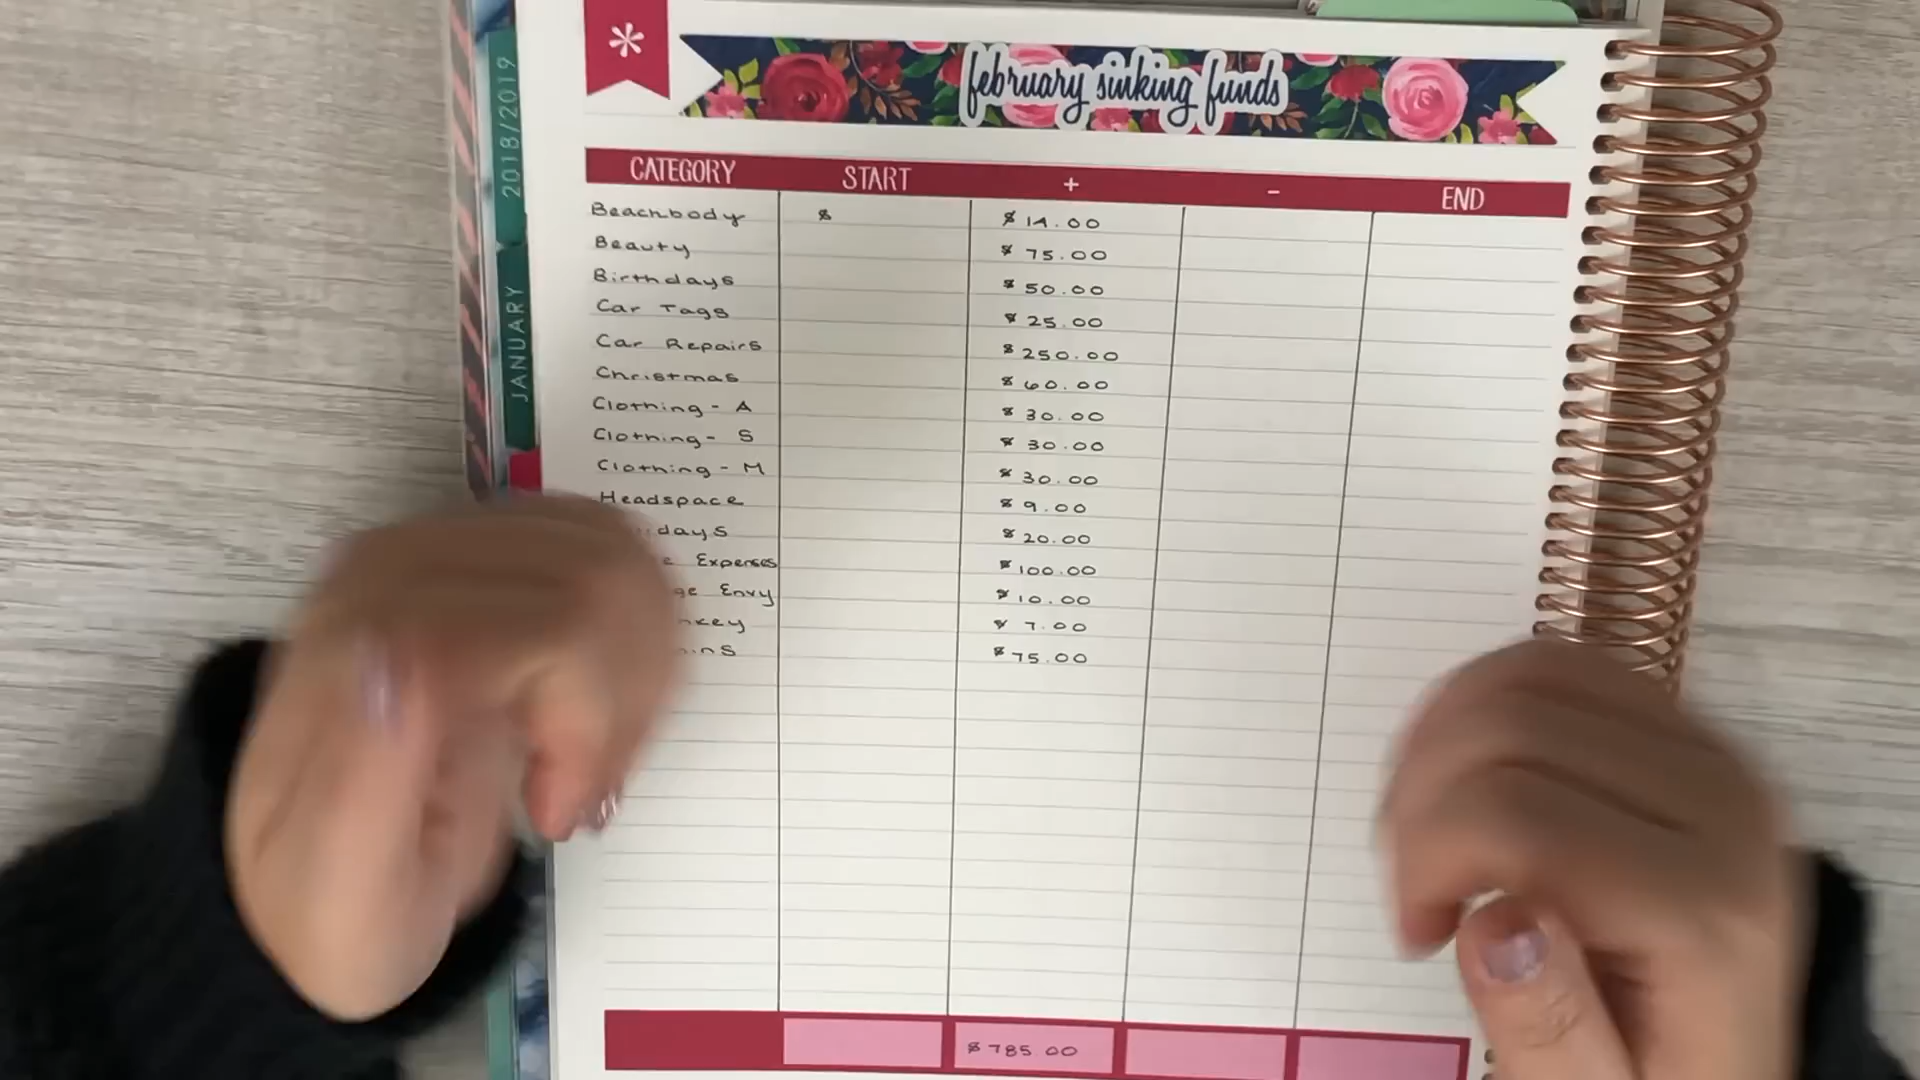 *
february sinking funds
2018/2019
JANUARY
CATEGORY START + - END
Beachbody $ $ 14.00
Beauty $ 75.00
Birthdays $ 50.00
Car Tags $ 25.00
Car Repairs $ 250.00
Christmas $ 60.00
Clothing - A $ 30.00
Clothing - S $ 30.00
Clothing - M $ 30.00
Headspace $ 9.00
days $ 20.00
Expenses $ 100.00
Envy $ 10.00
$ 7.00
$ 75.00
$ 785.00